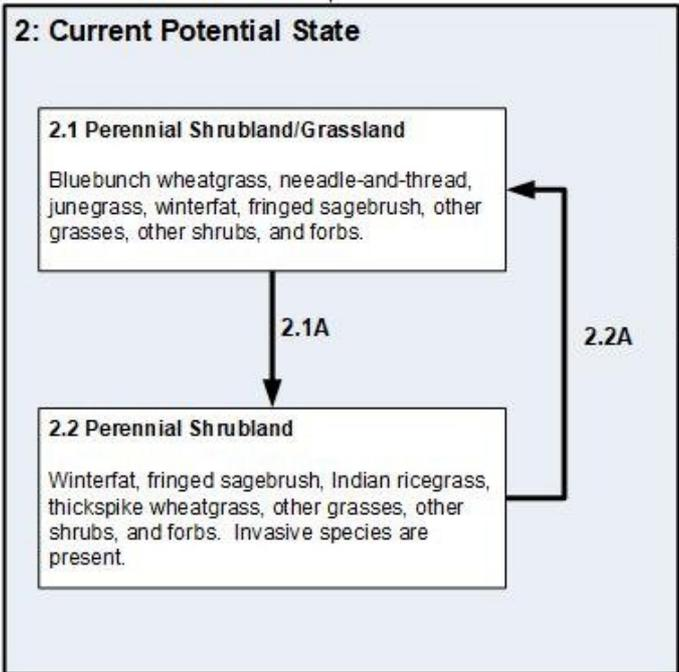 2: Current Potential State
2.1 Perennial Shrubland/Grassland
Bluebunch wheatgrass, neeadle-and-thread,
junegrass, winterfat, fringed sagebrush, other
grasses, other shrubs, and forbs.
2.1A
2.2A
2.2 Perennial Shrubland
Winterfat, fringed sagebrush, Indian ricegrass,
thickspike wheatgrass, other grasses, other
shrubs, and forbs. Invasive species are
present.